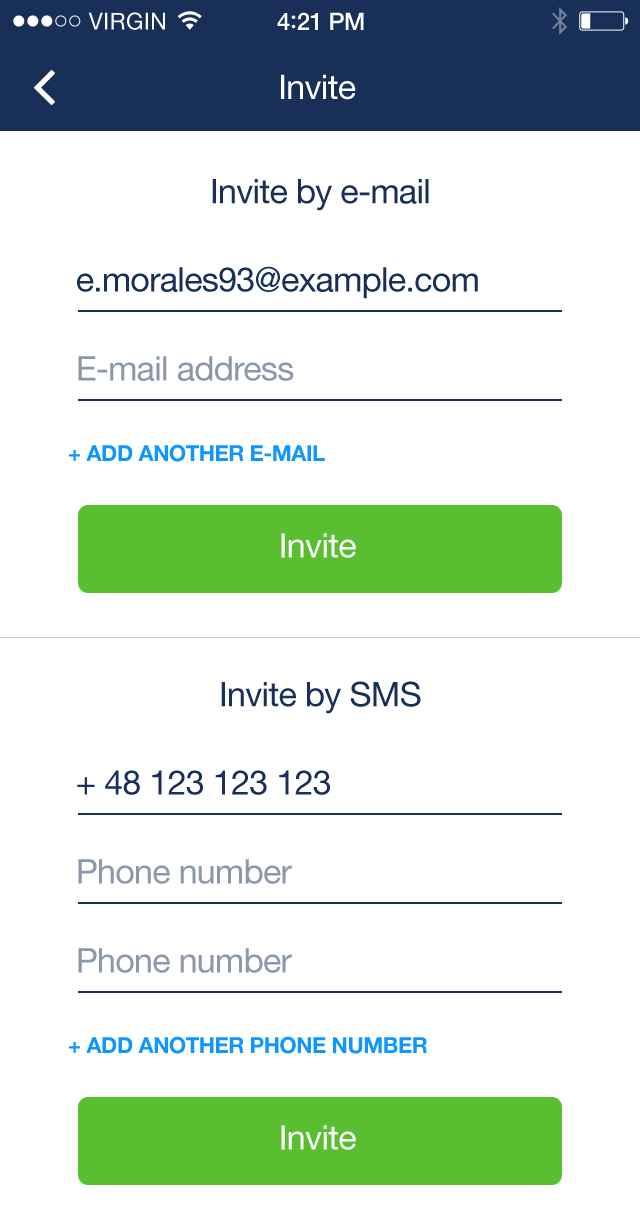 VIRGIN 4:21 PM
Invite
Invite by e-mail
e.morales93@example.com
E-mail address
+ ADD ANOTHER E-MAIL
Invite
Invite by SMS
+ 48 123 123 123
Phone number
Phone number
+ ADD ANOTHER PHONE NUMBER
Invite